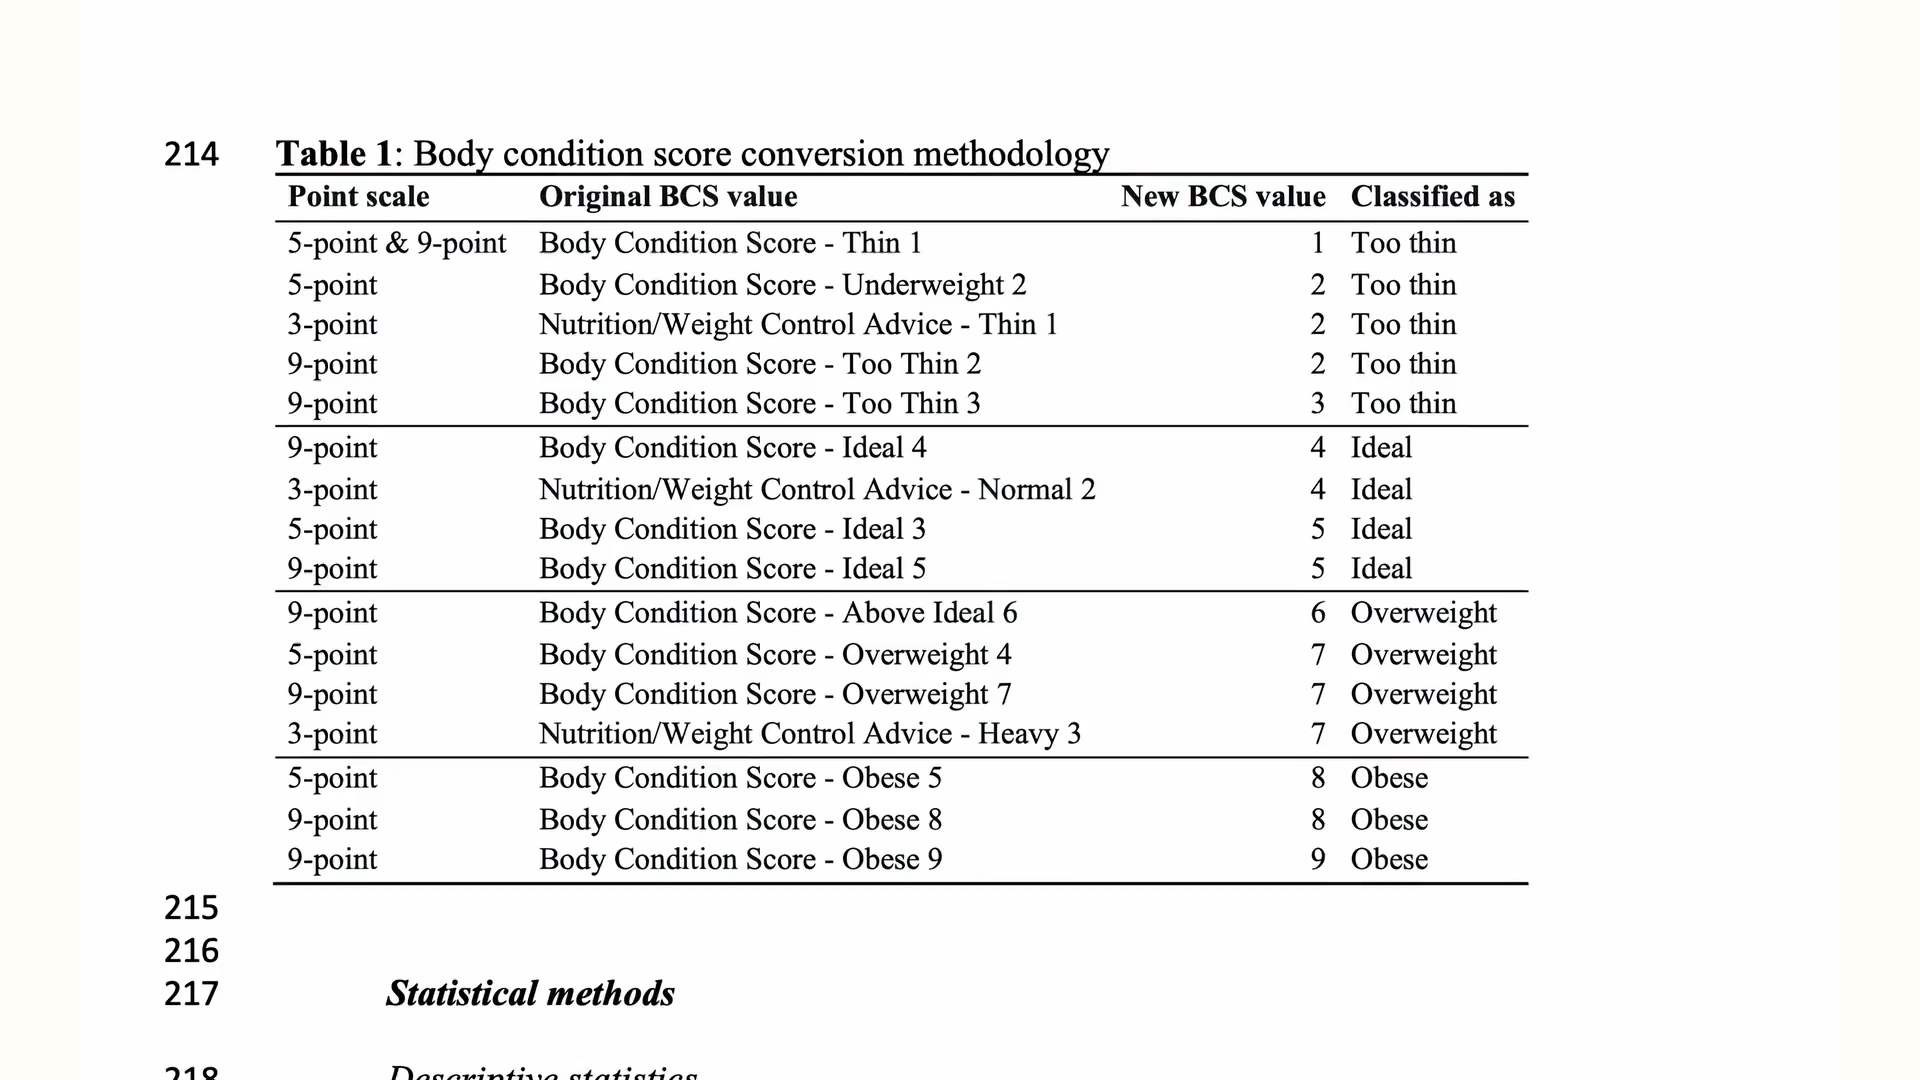 214 Table 1: Body condition score conversion methodology
Point scale Original BCS value New BCS value Classified as
5-point & 9-point Body Condition Score - Thin 1 1 Too thin
5-point Body Condition Score - Underweight 2 2 Too thin
3-point Nutrition/Weight Control Advice - Thin 1 2 Too thin
9-point Body Condition Score - Too Thin 2 2 Too thin
9-point Body Condition Score - Too Thin 3 3 Too thin
9-point Body Condition Score - Ideal 4 4 Ideal
3-point Nutrition/Weight Control Advice - Normal 2 4 Ideal
5-point Body Condition Score - Ideal 3 5 Ideal
9-point Body Condition Score - Ideal 5 5 Ideal
9-point Body Condition Score - Above Ideal 6 6 Overweight
5-point Body Condition Score - Overweight 4 7 Overweight
9-point Body Condition Score - Overweight 7 7 Overweight
3-point Nutrition/Weight Control Advice - Heavy 3 7 Overweight
5-point Body Condition Score - Obese 5 8 Obese
9-point Body Condition Score - Obese 8 8 Obese
9-point Body Condition Score - Obese 9 9 Obese
215
216
217 Statistical methods
218 Descriptive statistics